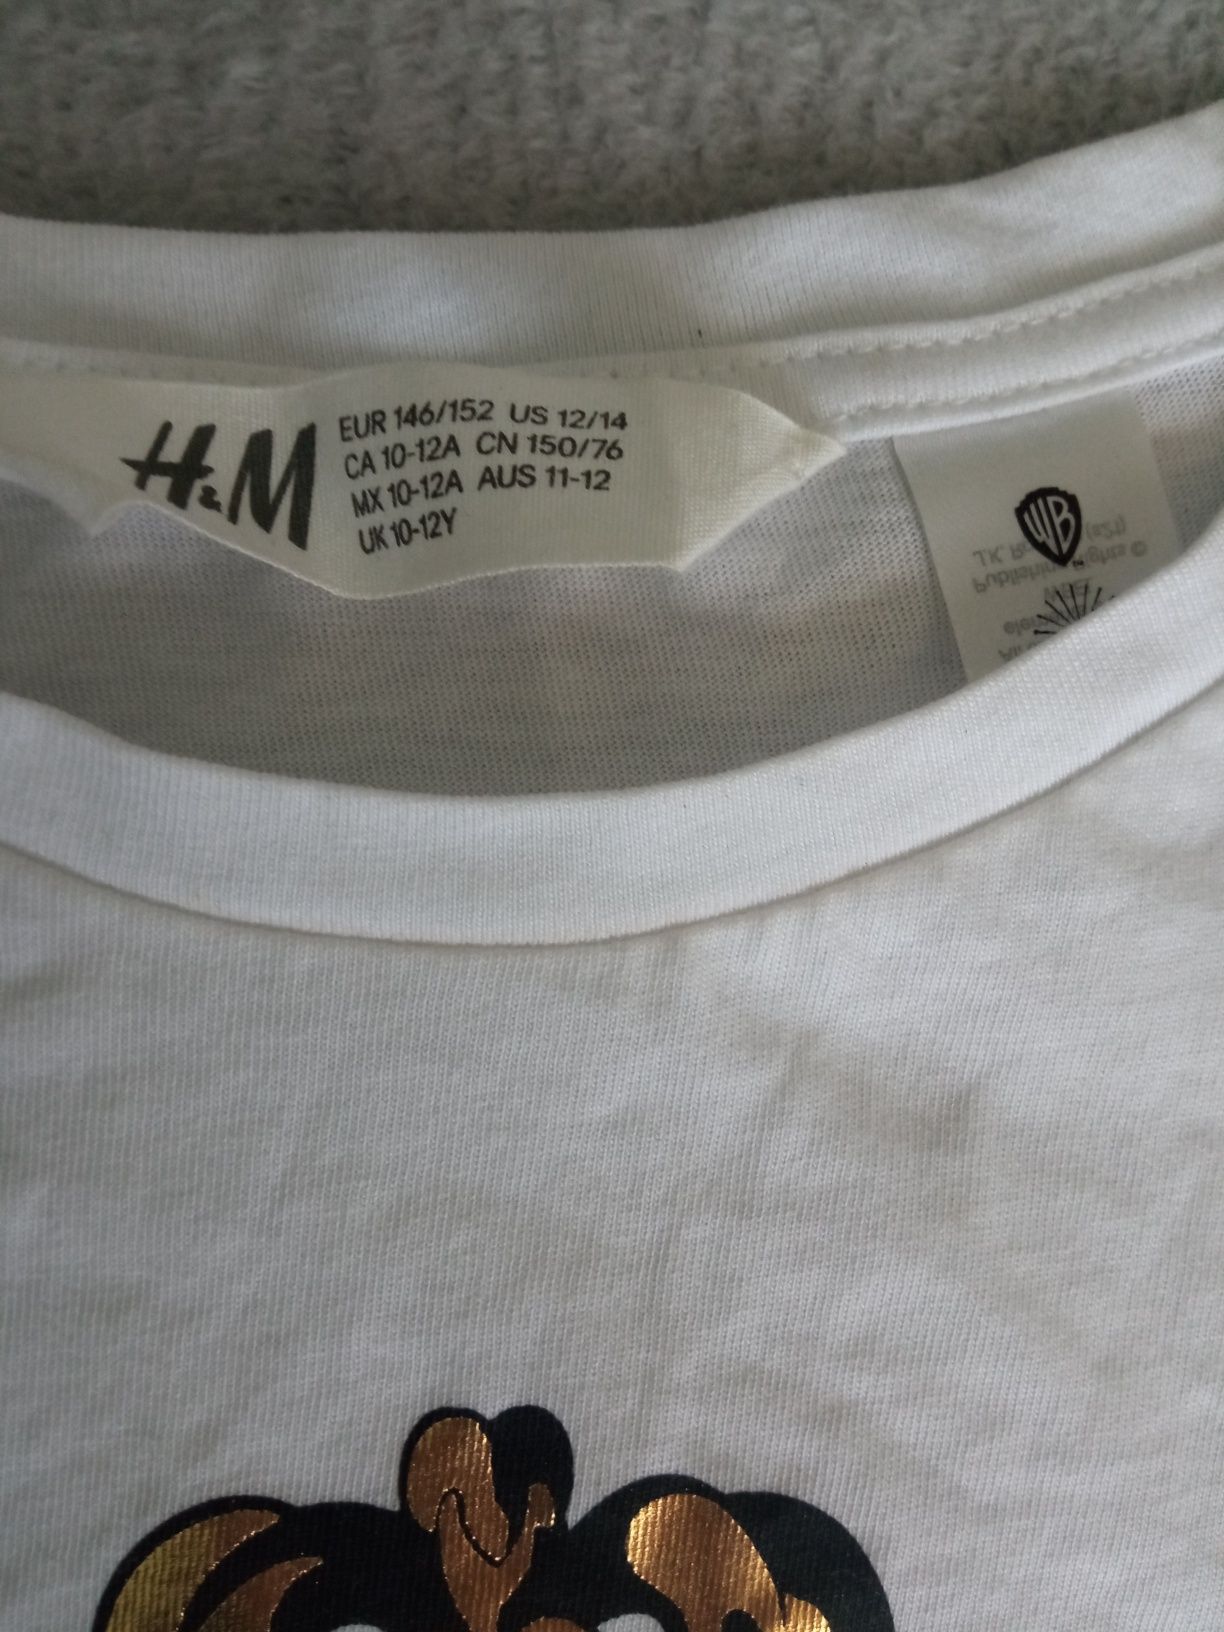 H&M
EUR 146/152 US 12/14
CA 10-12A CN 150/76
MX 10-12A AUS 11-12
UK 10-12Y
WB